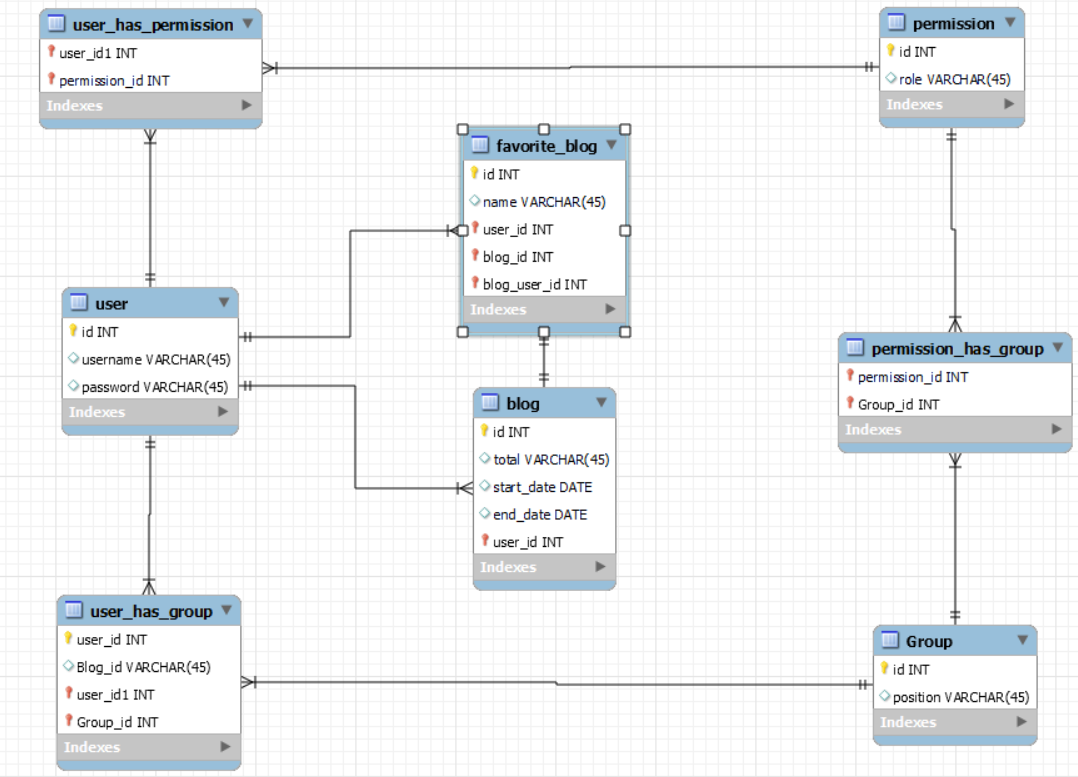 user_has_permission
user_id1 INT
permission_id INT
Indexes
permission
id INT
role VARCHAR(45)
Indexes
favorite_blog
id INT
name VARCHAR(45)
user_id INT
blog_id INT
blog_user_id INT
Indexes
user
id INT
username VARCHAR(45)
password VARCHAR(45)
Indexes
blog
id INT
total VARCHAR(45)
start_date DATE
end_date DATE
user_id INT
Indexes
permission_has_group
permission_id INT
Group_id INT
Indexes
user_has_group
user_id INT
Blog_id VARCHAR(45)
user_id1 INT
Group_id INT
Indexes
Group
id INT
position VARCHAR(45)
Indexes